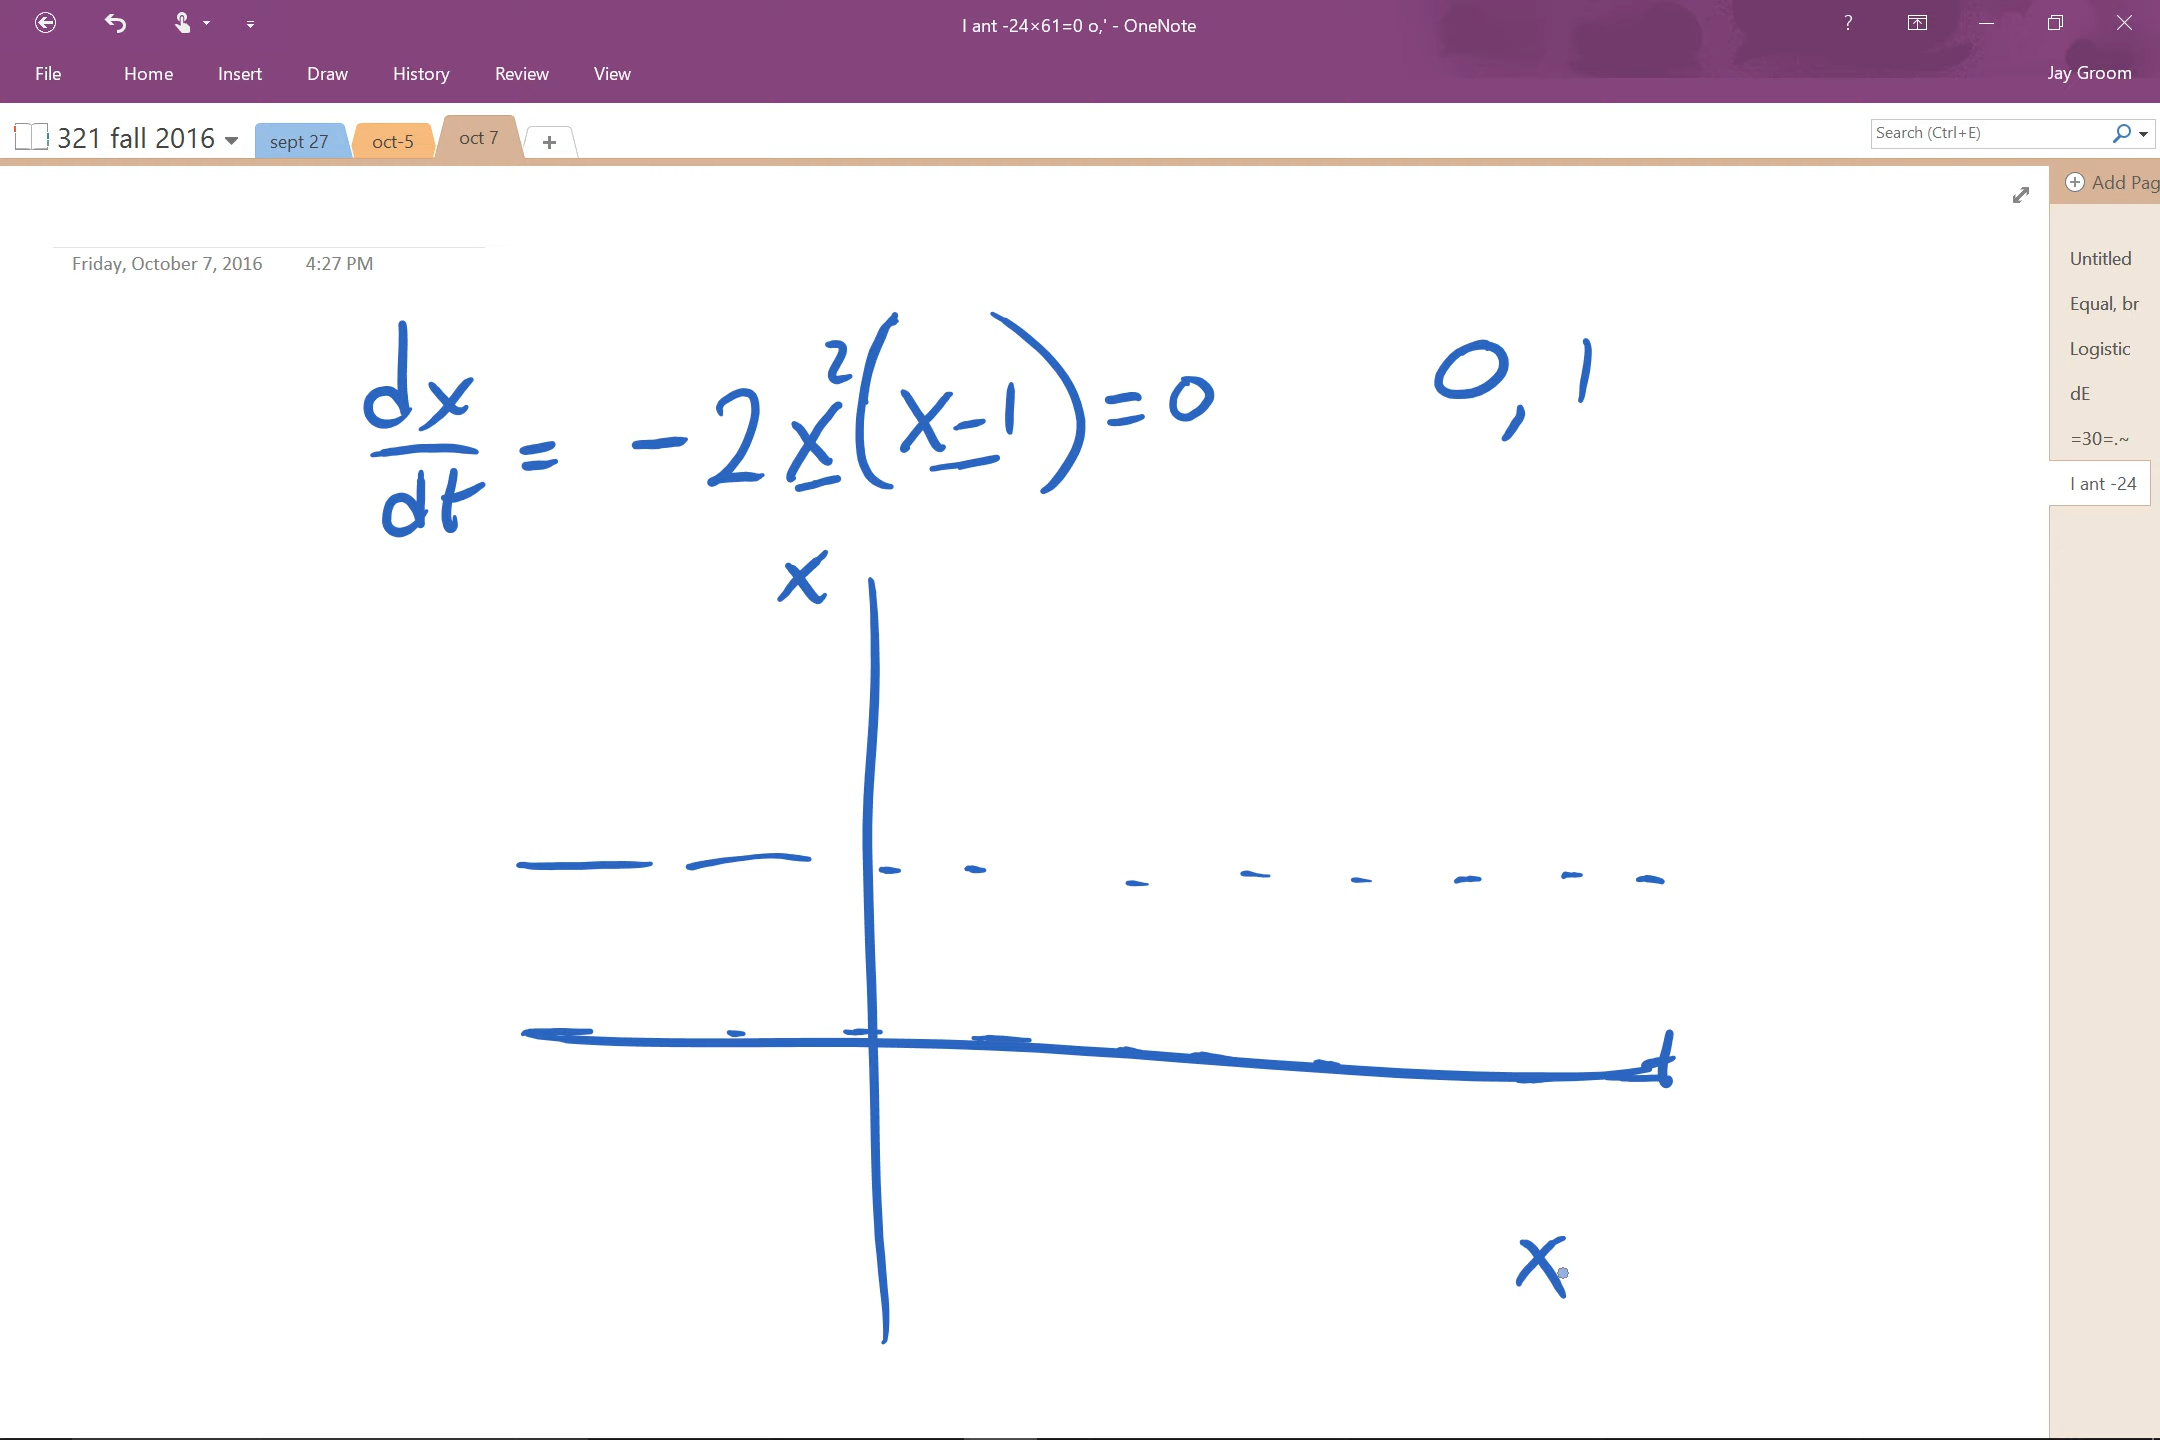 I ant -24×61=0 o,' - OneNote
?
File Home Insert Draw History Review View
Jay Groom
321 fall 2016 sept 27 oct-5 oct 7 +
Search (Ctrl+E)
Add Pag
Friday, October 7, 2016 4:27 PM
Untitled
Equal, br
Logistic
dE
=30=.~
I ant -24
dx/dt = -2x²(x-1)=0 0, 1
x
t
x